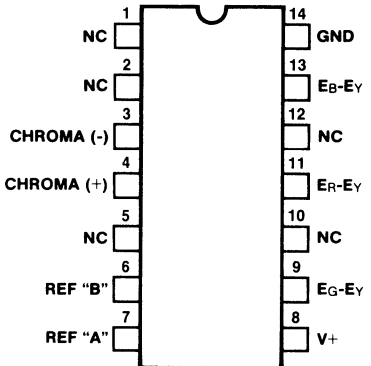 1 14
NC GND
2 13
NC EB-EY
3 12
CHROMA (-) NC
4 11
CHROMA (+) ER-EY
5 10
NC NC
6 9
REF "B" EG-EY
7 8
REF "A" V+